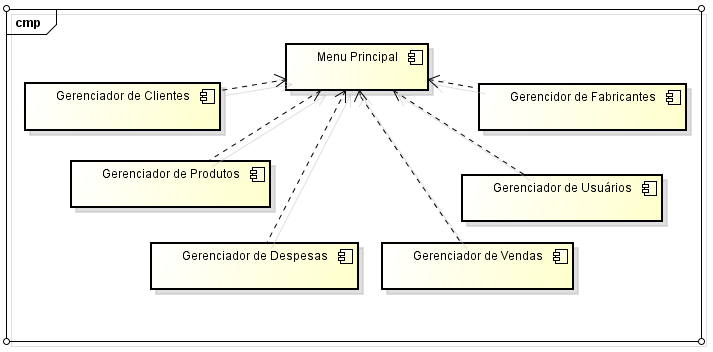 cmp
Menu Principal
Gerenciador de Clientes
Gerencidor de Fabricantes
Gerenciador de Produtos
Gerenciador de Usuários
Gerenciador de Despesas
Gerenciador de Vendas